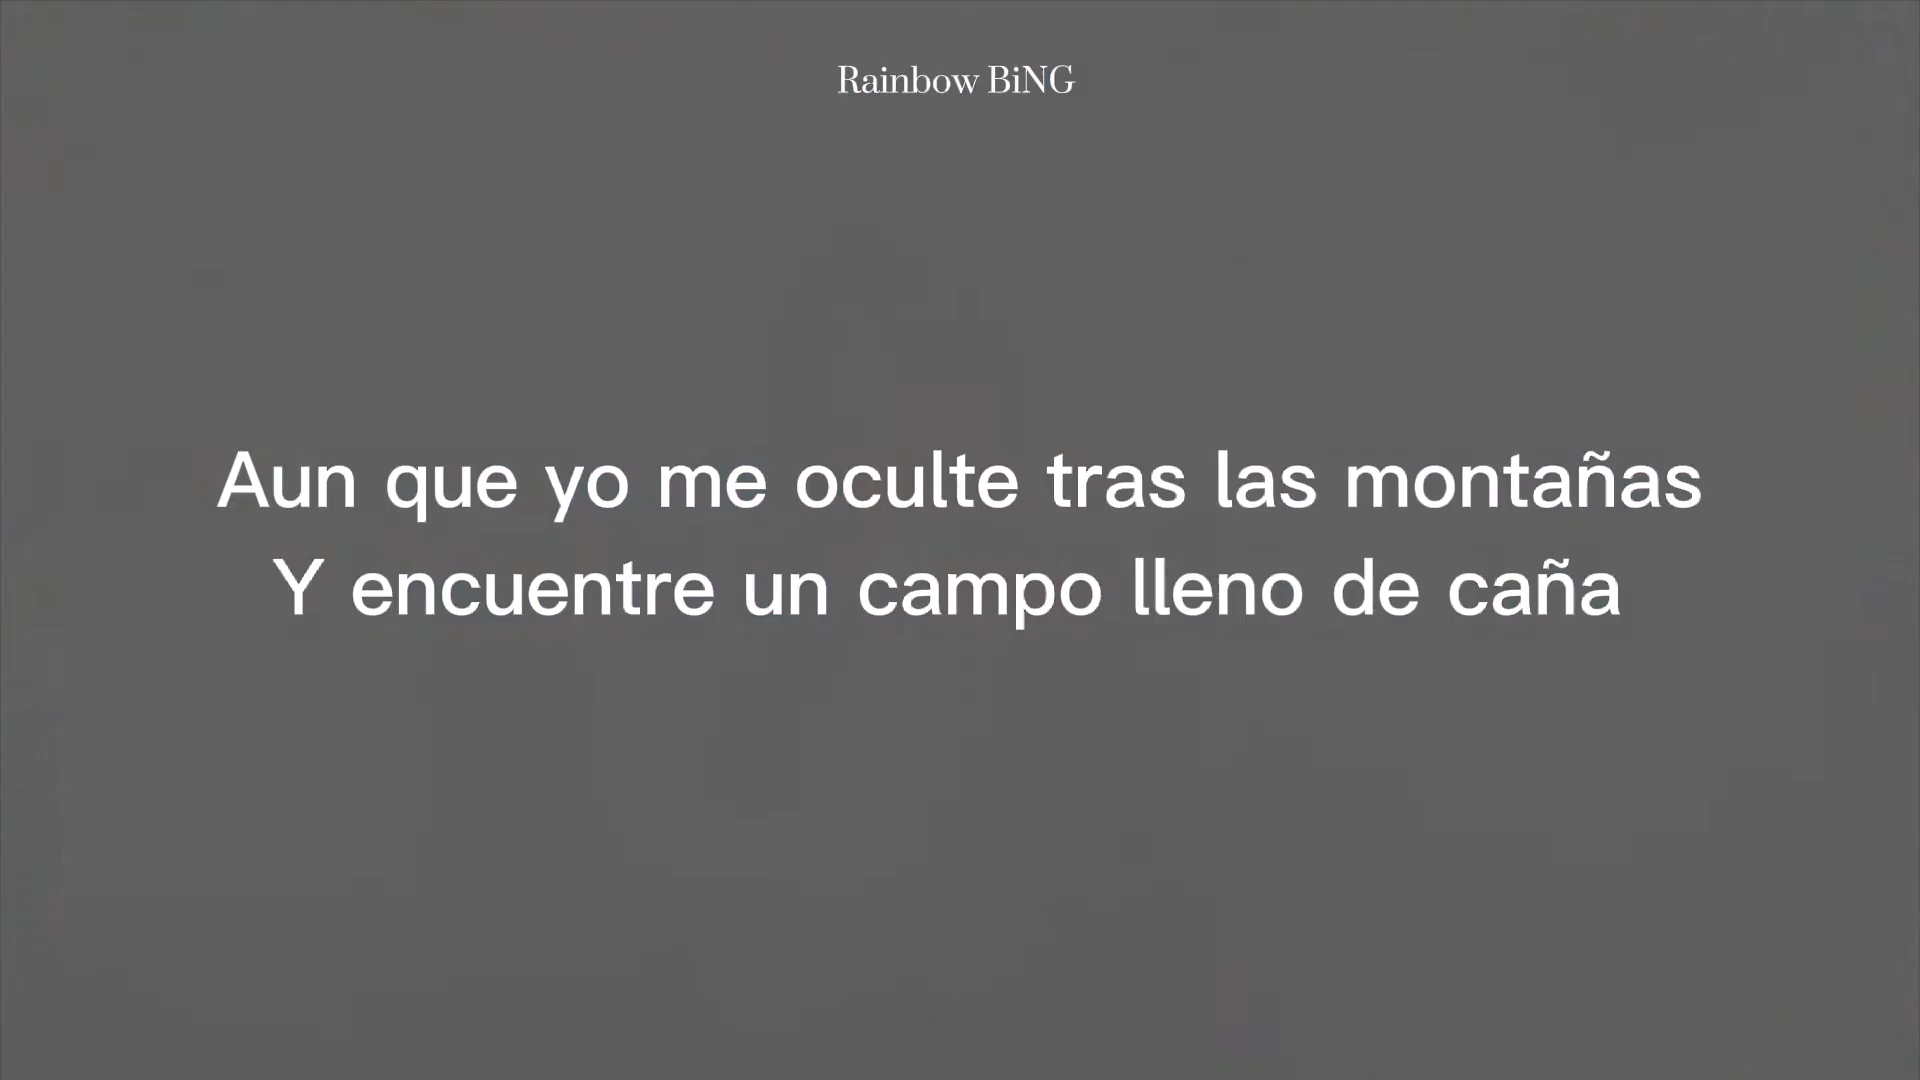 Rainbow BiNG
Aun que yo me oculte tras las montañas
Y encuentre un campo lleno de caña